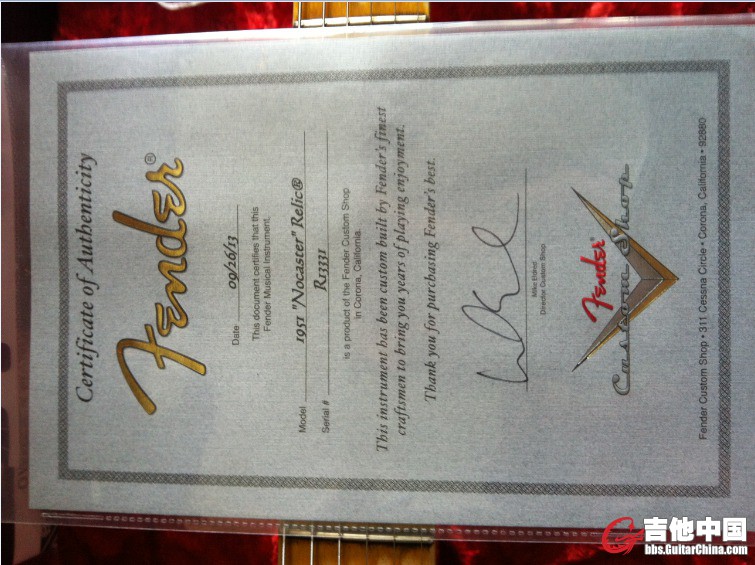 Certificate of Authenticity
Fender®
Date 09/26/13
This document certifies that this
Fender Musical Instrument,
Model 1951 "Nocaster" Relic®
Serial # R13331
is a product of the Fender Custom Shop
in Corona, California.
This instrument has been custom built by Fender's finest
craftsmen to bring you years of playing enjoyment.
Thank you for purchasing Fender's best.
Mike Eldred
Director Custom Shop
Fender®
Custom Shop
Fender Custom Shop • 311 Cessna Circle • Corona, California • 92880
吉他中国
bbs.GuitarChina.com